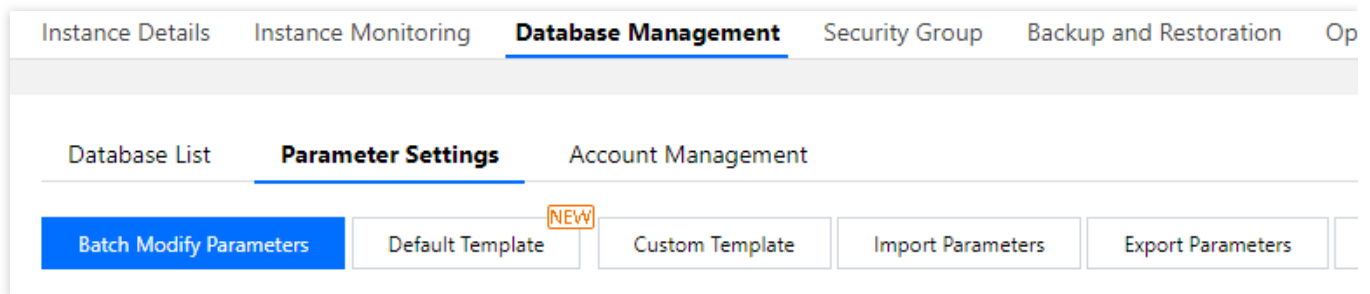 Instance Details Instance Monitoring Database Management Security Group Backup and Restoration Op
Database List Parameter Settings Account Management
NEW
Batch Modify Parameters Default Template Custom Template Import Parameters Export Parameters